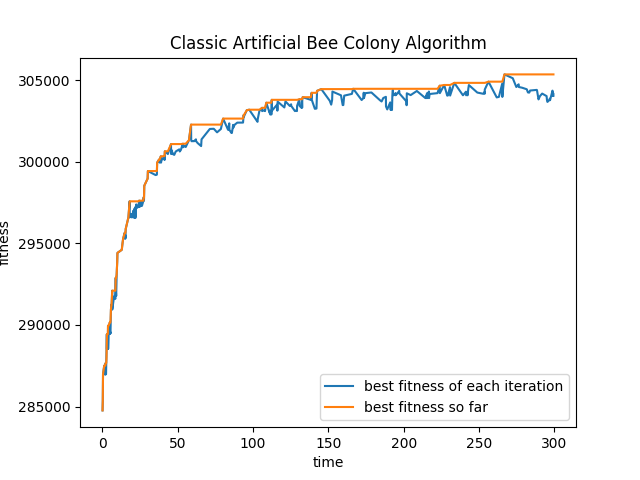 Classic Artificial Bee Colony Algorithm
305000
300000
295000
290000
285000
fitness
0 50 100 150 200 250 300
time
best fitness of each iteration
best fitness so far